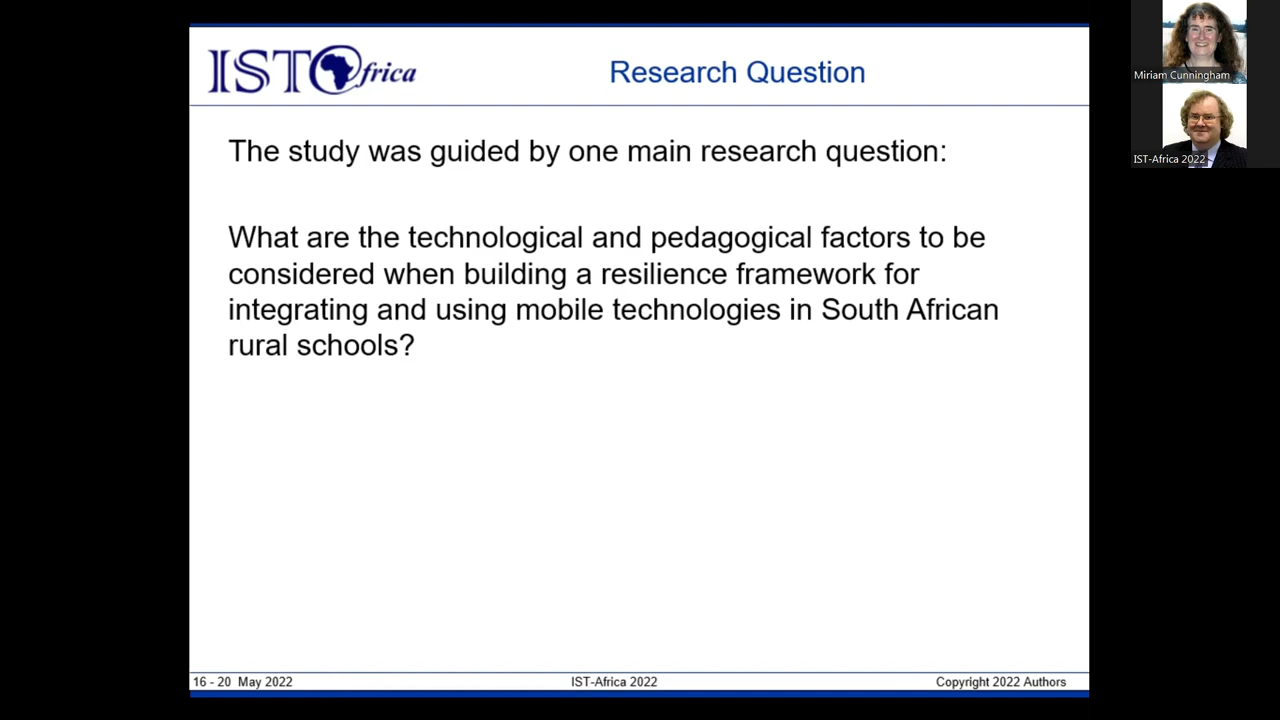 ISTAfrica
Research Question
The study was guided by one main research question:
What are the technological and pedagogical factors to be
considered when building a resilience framework for
integrating and using mobile technologies in South African
rural schools?
16 - 20 May 2022
IST-Africa 2022
Copyright 2022 Authors
Miriam Cunningham
IST-Africa 2022